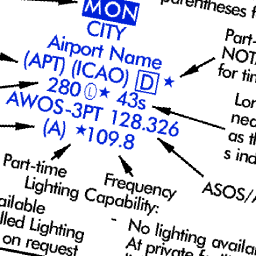 MON
parentheses f
CITY
Airport Name
(APT) (ICAO) D ★
280 Ⓛ★ 43s
AWOS-3PT 128.326
(A) ★109.8
Part-
NOTA
for tim
Lon
nea
as th
s ind
Part-time
Lighting Capability:
Frequency
ASOS/A
ailable
lled Lighting
on request
- No lighting availa
At private fa